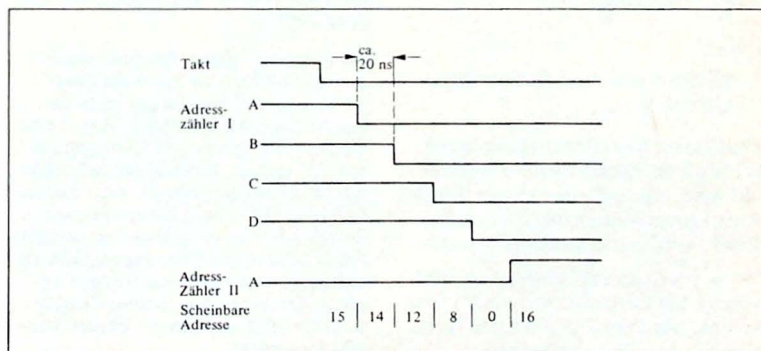 ca.
20 ns
Takt
Adress-
zähler I
A
B
C
D
Adress-
Zähler II
A
Scheinbare
Adresse
15 | 14 | 12 | 8 | 0 | 16